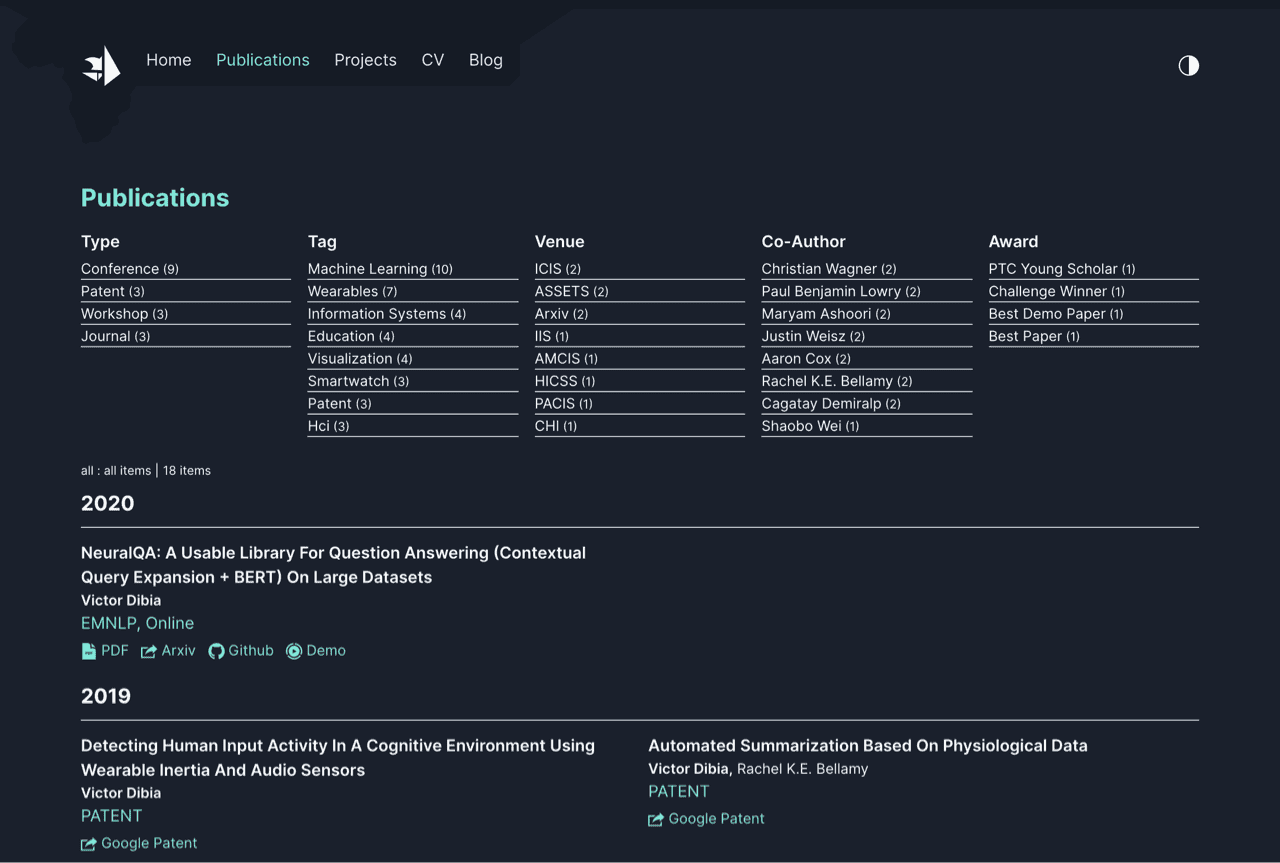 Home Publications Projects CV Blog
Publications
Type
Conference (9)
Patent (3)
Workshop (3)
Journal (3)
Tag
Machine Learning (10)
Wearables (7)
Information Systems (4)
Education (4)
Visualization (4)
Smartwatch (3)
Patent (3)
Hci (3)
Venue
ICIS (2)
ASSETS (2)
Arxiv (2)
IIS (1)
AMCIS (1)
HICSS (1)
PACIS (1)
CHI (1)
Co-Author
Christian Wagner (2)
Paul Benjamin Lowry (2)
Maryam Ashoori (2)
Justin Weisz (2)
Aaron Cox (2)
Rachel K.E. Bellamy (2)
Cagatay Demiralp (2)
Shaobo Wei (1)
Award
PTC Young Scholar (1)
Challenge Winner (1)
Best Demo Paper (1)
Best Paper (1)
all : all items | 18 items
2020
NeuralQA: A Usable Library For Question Answering (Contextual
Query Expansion + BERT) On Large Datasets
Victor Dibia
EMNLP, Online
PDF Arxiv Github Demo
2019
Detecting Human Input Activity In A Cognitive Environment Using
Wearable Inertia And Audio Sensors
Victor Dibia
PATENT
Google Patent
Automated Summarization Based On Physiological Data
Victor Dibia, Rachel K.E. Bellamy
PATENT
Google Patent